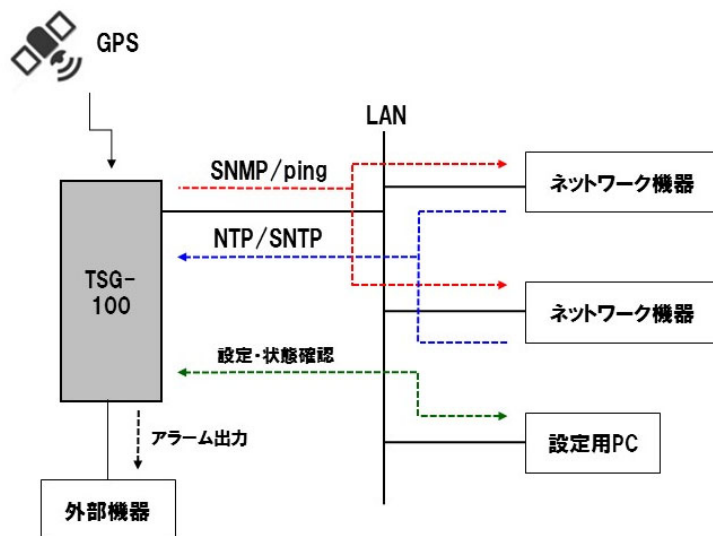 GPS
LAN
SNMP/ping
ネットワーク機器
NTP/SNTP
TSG-
100
ネットワーク機器
設定・状態確認
アラーム出力
設定用PC
外部機器